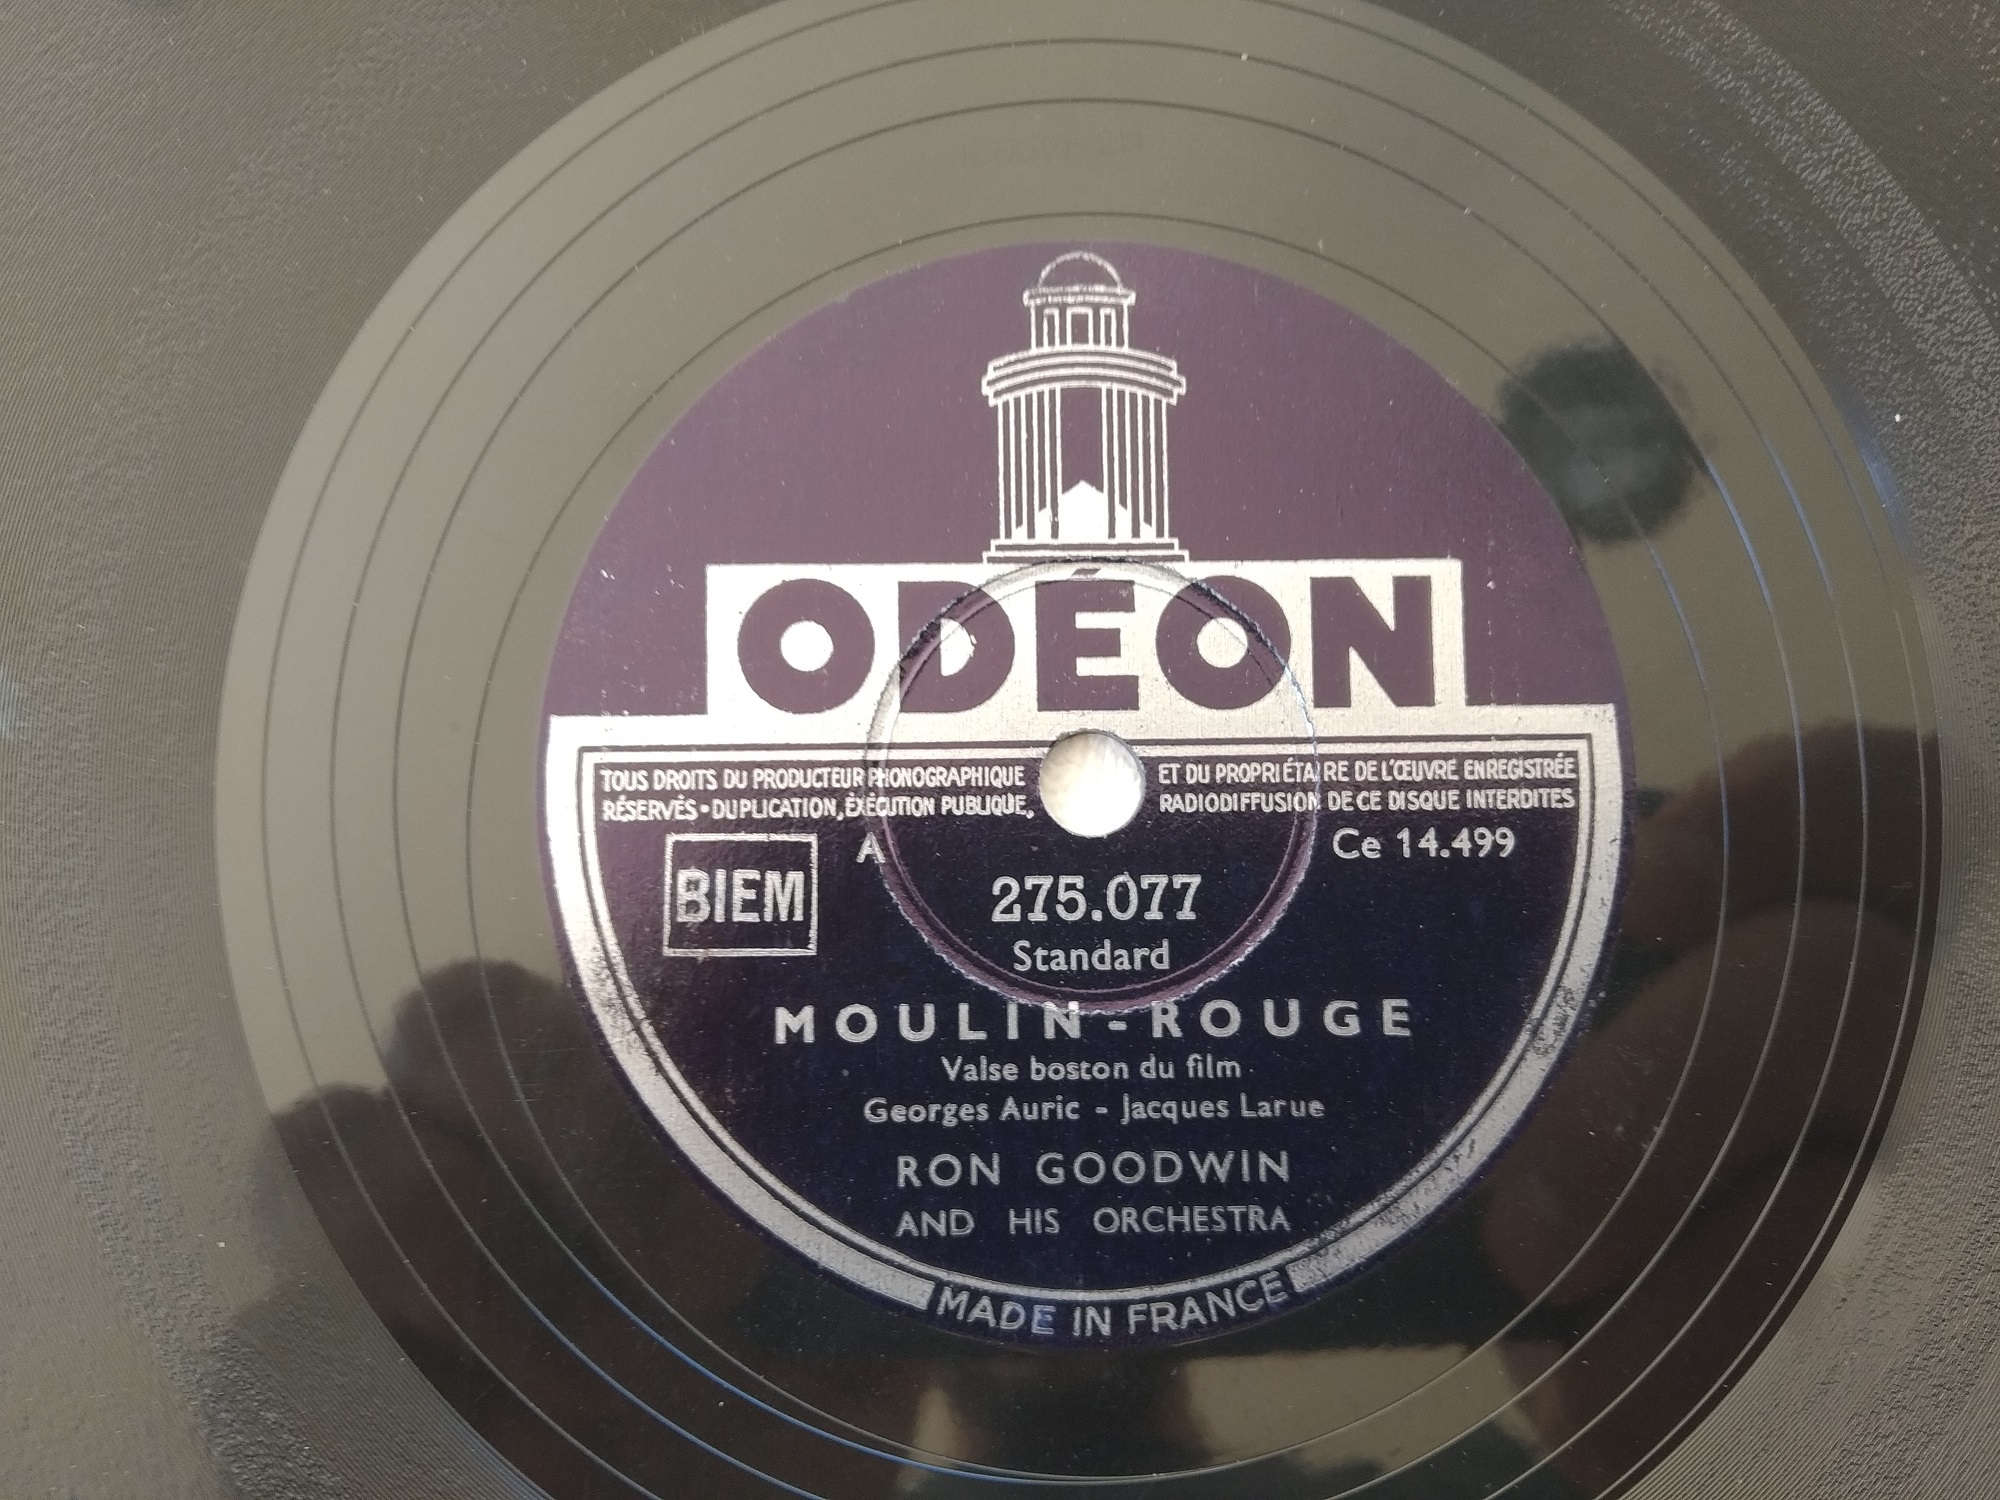 ODÉON
TOUS DROITS DU PRODUCTEUR PHONOGRAPHIQUE ET DU PROPRIÉTAIRE DE L'ŒUVRE ENREGISTRÉE
RÉSERVÉS • DUPLICATION, ÉXÉCUTION PUBLIQUE, RADIODIFFUSION DE CE DISQUE INTERDITES
A Ce 14.499
BIEM 275.077
Standard
MOULIN-ROUGE
Valse boston du film
Georges Auric - Jacques Larue
RON GOODWIN
AND HIS ORCHESTRA
MADE IN FRANCE